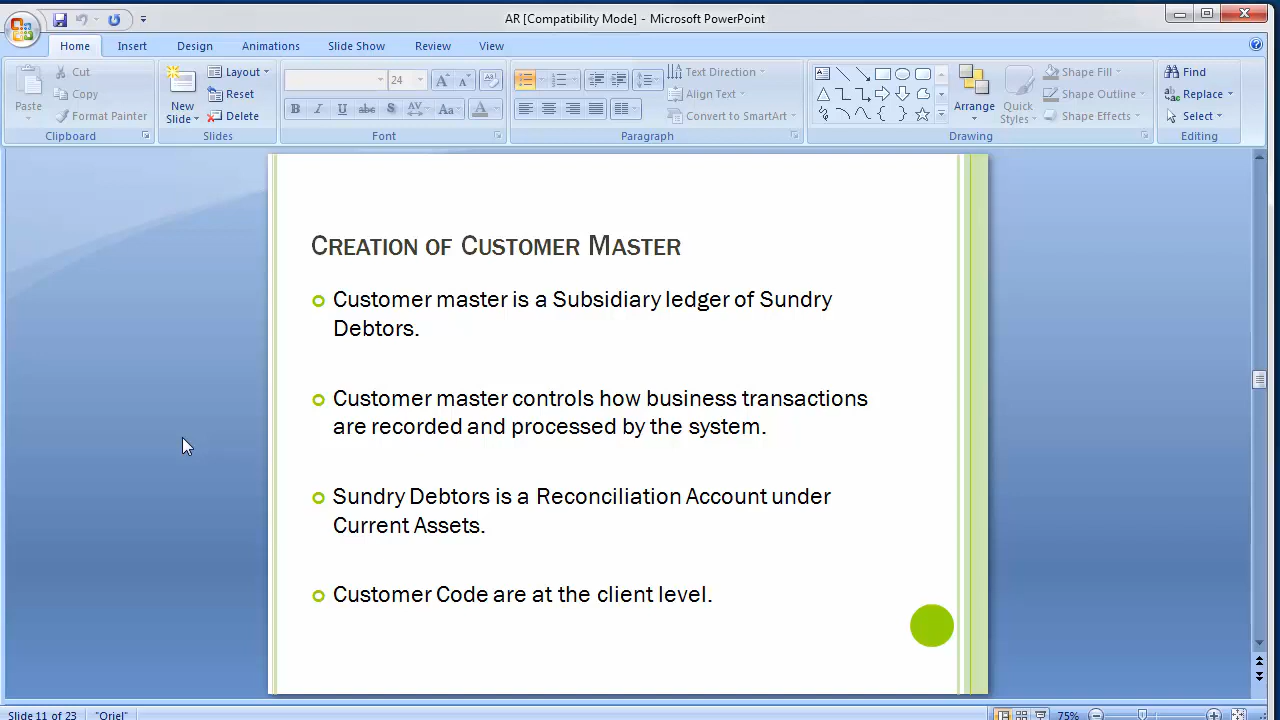 AR [Compatibility Mode] - Microsoft PowerPoint
Home Insert Design Animations Slide Show Review View
Paste
Cut
Copy
Format Painter
Clipboard
New
Slide
Layout
Reset
Delete
Slides
24
B I U abc S AV Aa A
Font
Text Direction
Align Text
Convert to SmartArt
Paragraph
Arrange
Quick
Styles
Shape Fill
Shape Outline
Shape Effects
Drawing
Find
Replace
Select
Editing
CREATION OF CUSTOMER MASTER
Customer master is a Subsidiary ledger of Sundry
Debtors.
Customer master controls how business transactions
are recorded and processed by the system.
Sundry Debtors is a Reconciliation Account under
Current Assets.
Customer Code are at the client level.
Slide 11 of 23 "Oriel" 75%